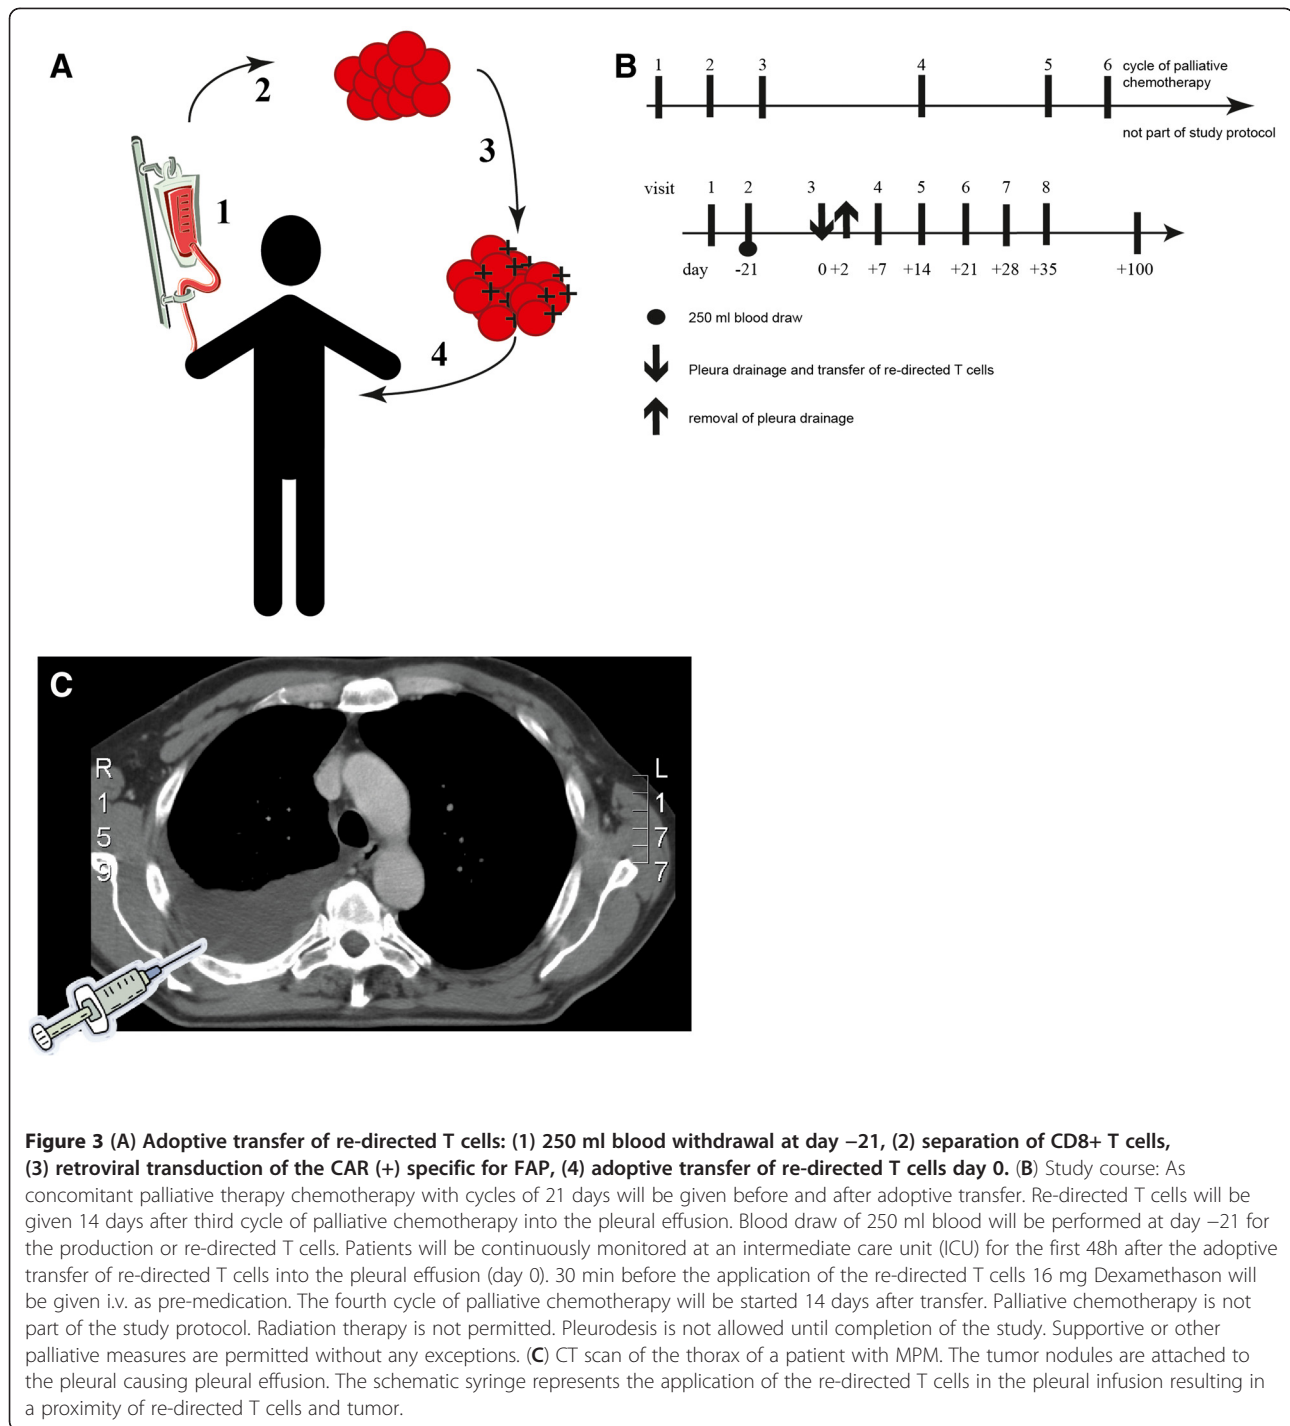 A
2
3
1
4
B
1 2 3 4 5 6 cycle of palliative
chemotherapy
not part of study protocol
visit 1 2 3 4 5 6 7 8
day -21 0 +2 +7 +14 +21 +28 +35 +100
250 ml blood draw
Pleura drainage and transfer of re-directed T cells
removal of pleura drainage
C
R L
1 1
5 7
9 7
Figure 3 (A) Adoptive transfer of re-directed T cells: (1) 250 ml blood withdrawal at day −21, (2) separation of CD8+ T cells,
(3) retroviral transduction of the CAR (+) specific for FAP, (4) adoptive transfer of re-directed T cells day 0. (B) Study course: As
concomitant palliative therapy chemotherapy with cycles of 21 days will be given before and after adoptive transfer. Re-directed T cells will be
given 14 days after third cycle of palliative chemotherapy into the pleural effusion. Blood draw of 250 ml blood will be performed at day −21 for
the production or re-directed T cells. Patients will be continuously monitored at an intermediate care unit (ICU) for the first 48h after the adoptive
transfer of re-directed T cells into the pleural effusion (day 0). 30 min before the application of the re-directed T cells 16 mg Dexamethason will
be given i.v. as pre-medication. The fourth cycle of palliative chemotherapy will be started 14 days after transfer. Palliative chemotherapy is not
part of the study protocol. Radiation therapy is not permitted. Pleurodesis is not allowed until completion of the study. Supportive or other
palliative measures are permitted without any exceptions. (C) CT scan of the thorax of a patient with MPM. The tumor nodules are attached to
the pleural causing pleural effusion. The schematic syringe represents the application of the re-directed T cells in the pleural infusion resulting in
a proximity of re-directed T cells and tumor.